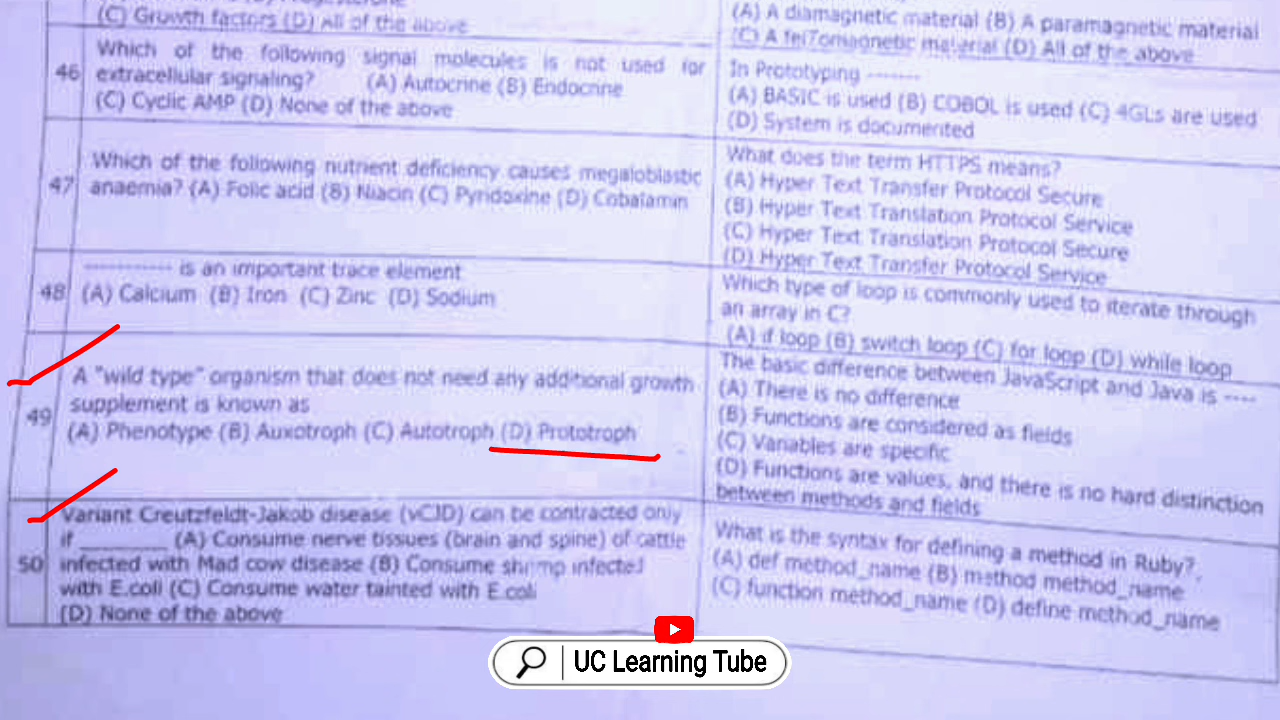 (C) Growth factors (D) All of the above
46
Which of the following signal molecules is not used for
extracellular signaling? (A) Autocrine (B) Endocrine
(C) Cyclic AMP (D) None of the above
47
Which of the following nutrient deficiency causes megaloblastic
anaemia? (A) Folic acid (B) Niacin (C) Pyridoxine (D) Cobalamin
48
----------- is an important trace element
(A) Calcium (B) Iron (C) Zinc (D) Sodium
49
A "wild type" organism that does not need any additional growth
supplement is known as
(A) Phenotype (B) Auxotroph (C) Autotroph (D) Prototroph
50
Variant Creutzfeldt-Jakob disease (vCJD) can be contracted only
if ________ (A) Consume nerve tissues (brain and spine) of cattle
infected with Mad cow disease (B) Consume shrimp infected
with E.coli (C) Consume water tainted with E.coli
(D) None of the above
(A) A diamagnetic material (B) A paramagnetic material
(C) A feiTomagnetic material (D) All of the above
In Prototyping -------
(A) BASIC is used (B) COBOL is used (C) 4GLs are used
(D) System is documented
What does the term HTTPS means?
(A) Hyper Text Transfer Protocol Secure
(B) Hyper Text Translation Protocol Service
(C) Hyper Text Translation Protocol Secure
(D) Hyper Text Transfer Protocol Service
Which type of loop is commonly used to iterate through
an array in C?
(A) if loop (B) switch loop (C) for loop (D) while loop
The basic difference between JavaScript and Java is ----
(A) There is no difference
(B) Functions are considered as fields
(C) Variables are specific
(D) Functions are values, and there is no hard distinction
between methods and fields
What is the syntax for defining a method in Ruby?
(A) def method_name (B) method method_name
(C) function method_name (D) define method_name
UC Learning Tube